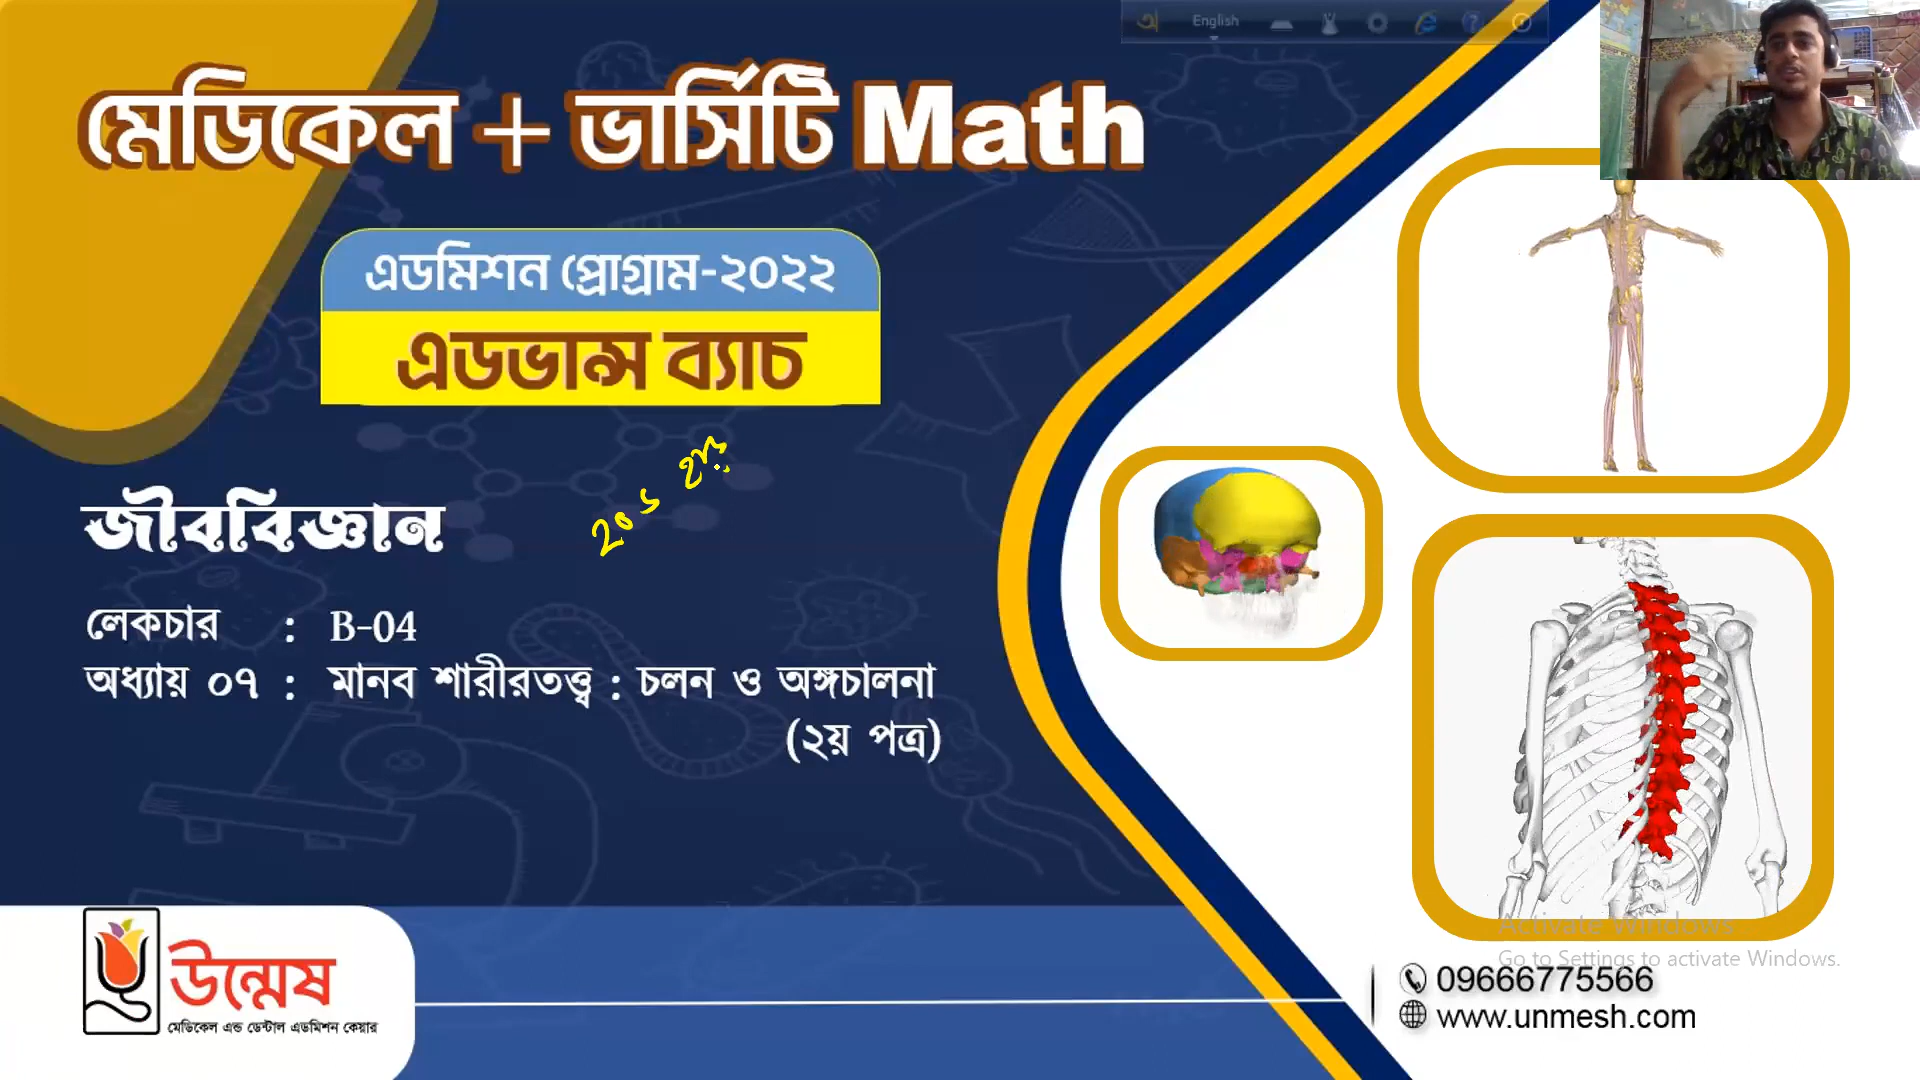 English
মেডিকেল + ভার্সিটি Math
এডমিশন প্রোগ্রাম-২০২২
এডভান্স ব্যাচ
জীববিজ্ঞান
লেকচার : B-04
অধ্যায় ০৭ : মানব শারীরতত্ত্ব : চলন ও অঙ্গচালনা
(২য় পত্র)
উন্মেষ
মেডিকেল এন্ড ডেন্টাল এডমিশন কেয়ার
Activate Windows
Go to Settings to activate Windows.
09666775566
www.unmesh.com